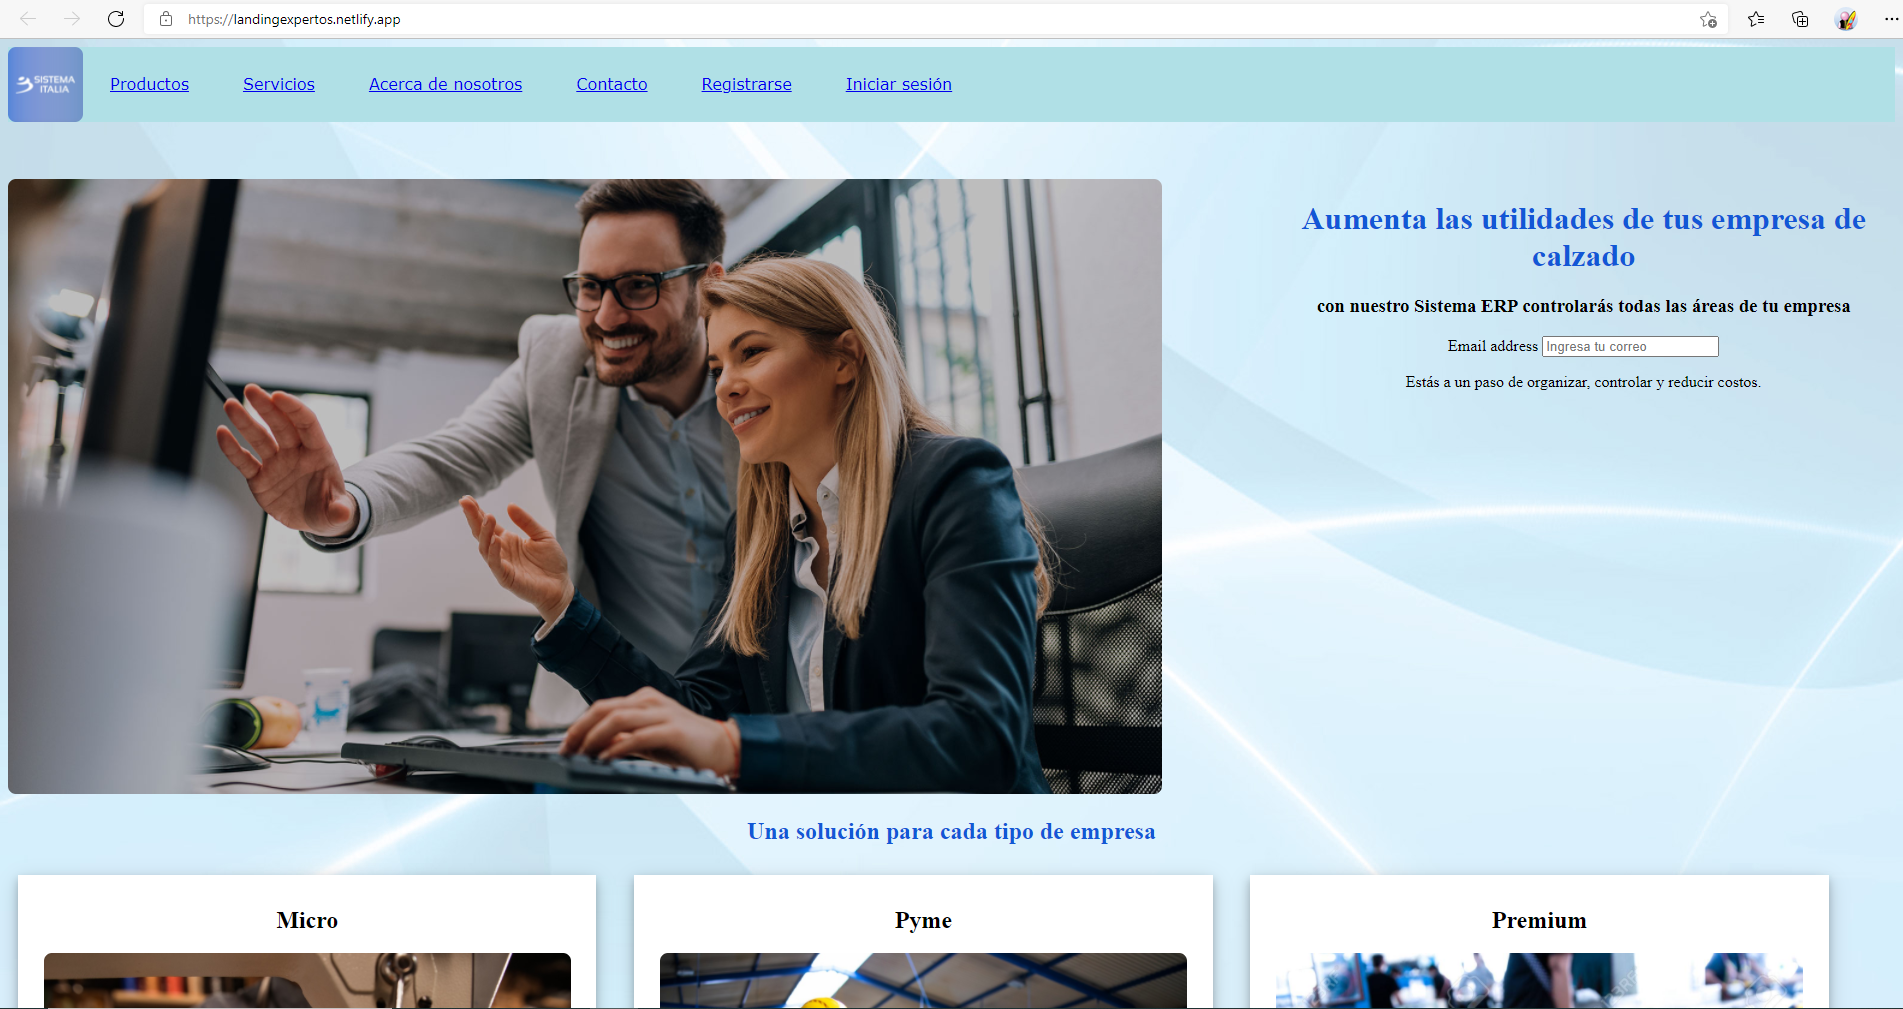 https://landingexpertos.netlify.app
SISTEMA
ITALIA
Productos
Servicios
Acerca de nosotros
Contacto
Registrarse
Iniciar sesión
Aumenta las utilidades de tus empresa de
calzado
con nuestro Sistema ERP controlarás todas las áreas de tu empresa
Email address Ingresa tu correo
Estás a un paso de organizar, controlar y reducir costos.
Una solución para cada tipo de empresa
Micro
Pyme
Premium